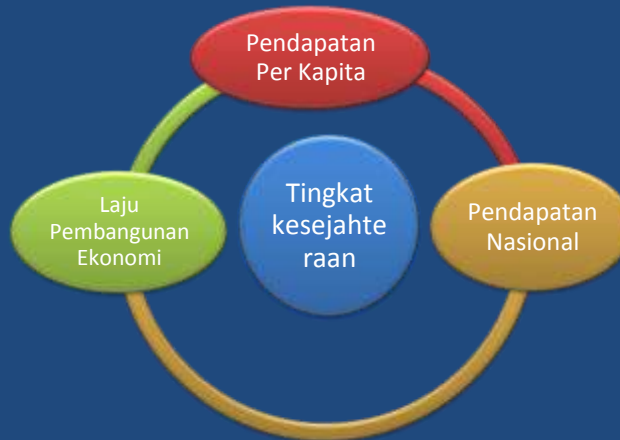 Pendapatan
Per Kapita
Laju
Pembangunan
Ekonomi
Tingkat
kesejahte
raan
Pendapatan
Nasional